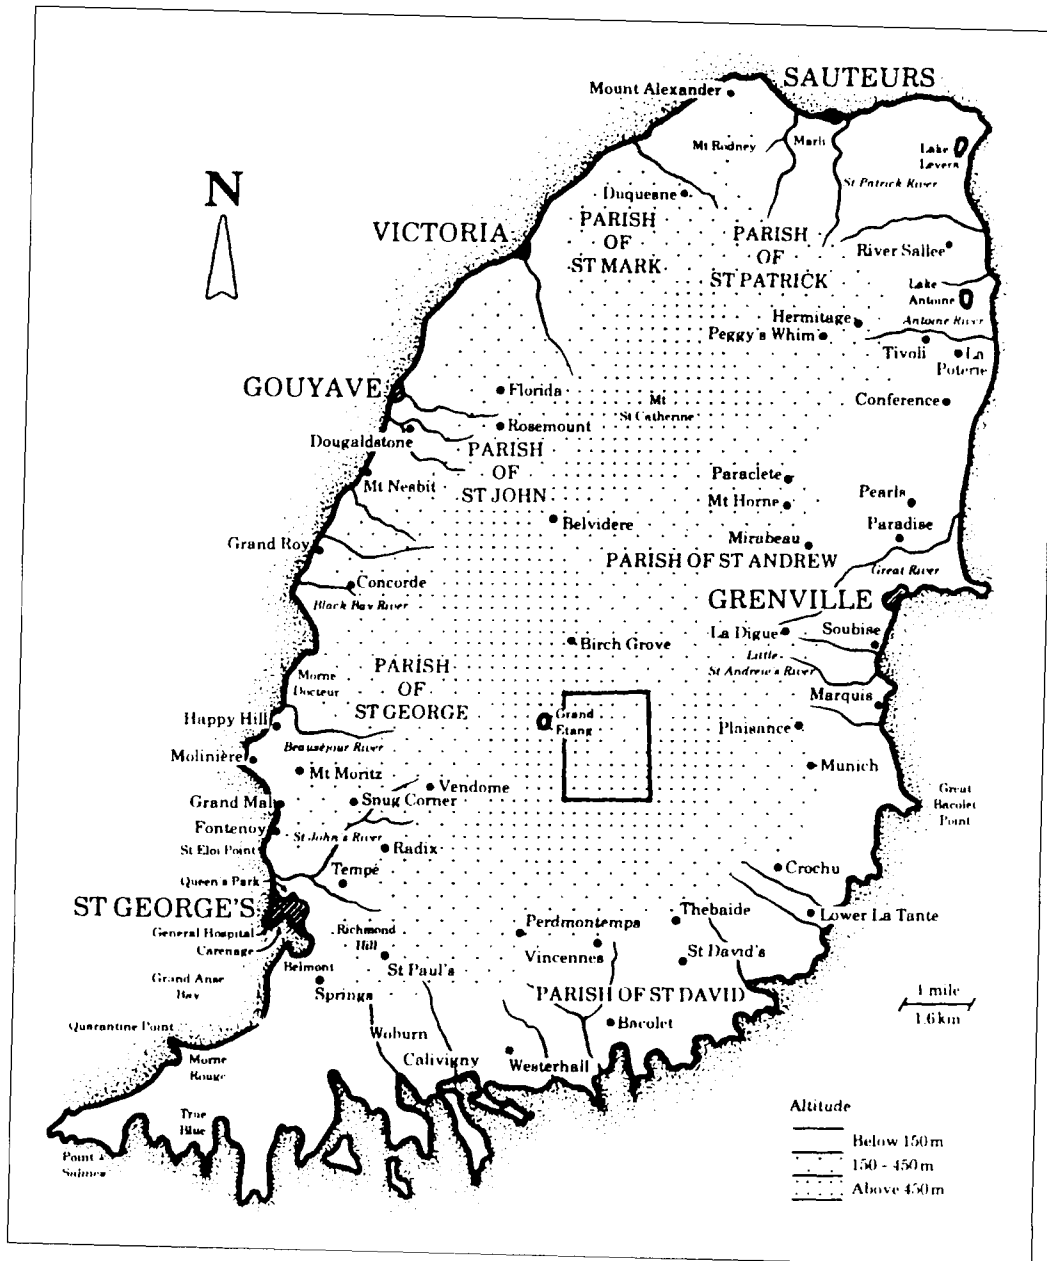 SAUTEURS
Mount Alexander
Mt Rodney
Marli
Lake
Levera
St Patrick River
N
Duquesne
PARISH
OF
ST MARK
VICTORIA
PARISH
OF
ST PATRICK
River Sallee
Lake
Antoine
Antoine River
Hermitage
Peggy's Whim
Tivoli
La
Poterie
GOUYAVE
Florida
Mt
St Catherine
Conference
Rosemount
Dougaldstone
PARISH
OF
ST JOHN
Mt Nesbit
Paraclete
Mt Horne
Pearls
Belvidere
Paradise
Mirabeau
Grand Roy
PARISH OF ST ANDREW
Great River
Concorde
Black Bay River
GRENVILLE
La Digue
Soubise
Birch Grove
Little
St Andrew's River
PARISH
OF
ST GEORGE
Morne
Docteur
Marquis
Happy Hill
Grand
Etang
Plaisance
Beauséjour River
Molinière
Mt Moritz
Munich
Vendome
Great
Bacolet
Point
Grand Mal
Snug Corner
Fontenoy
St John's River
St Eloi Point
Radix
Tempé
Crochu
Queen's Park
ST GEORGE'S
Thebaide
Lower La Tante
Perdmontemps
General Hospital
Carenage
Richmond
Hill
Vincennes
St David's
Belmont
St Paul's
Grand Anse
Bay
Springs
PARISH OF ST DAVID
1 mile
1.6 km
Quarantine Point
Woburn
Bacolet
Morne
Rouge
Calivigny
Westerhall
True
Blue
Point
Salines
Altitude
Below 150 m
150 - 450 m
Above 450 m